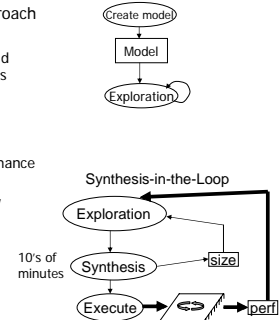 roach
Create model
d
Model
s
Exploration
nance
Synthesis-in-the-Loop
Exploration
10's of
minutes
size
Synthesis
Execute
perf